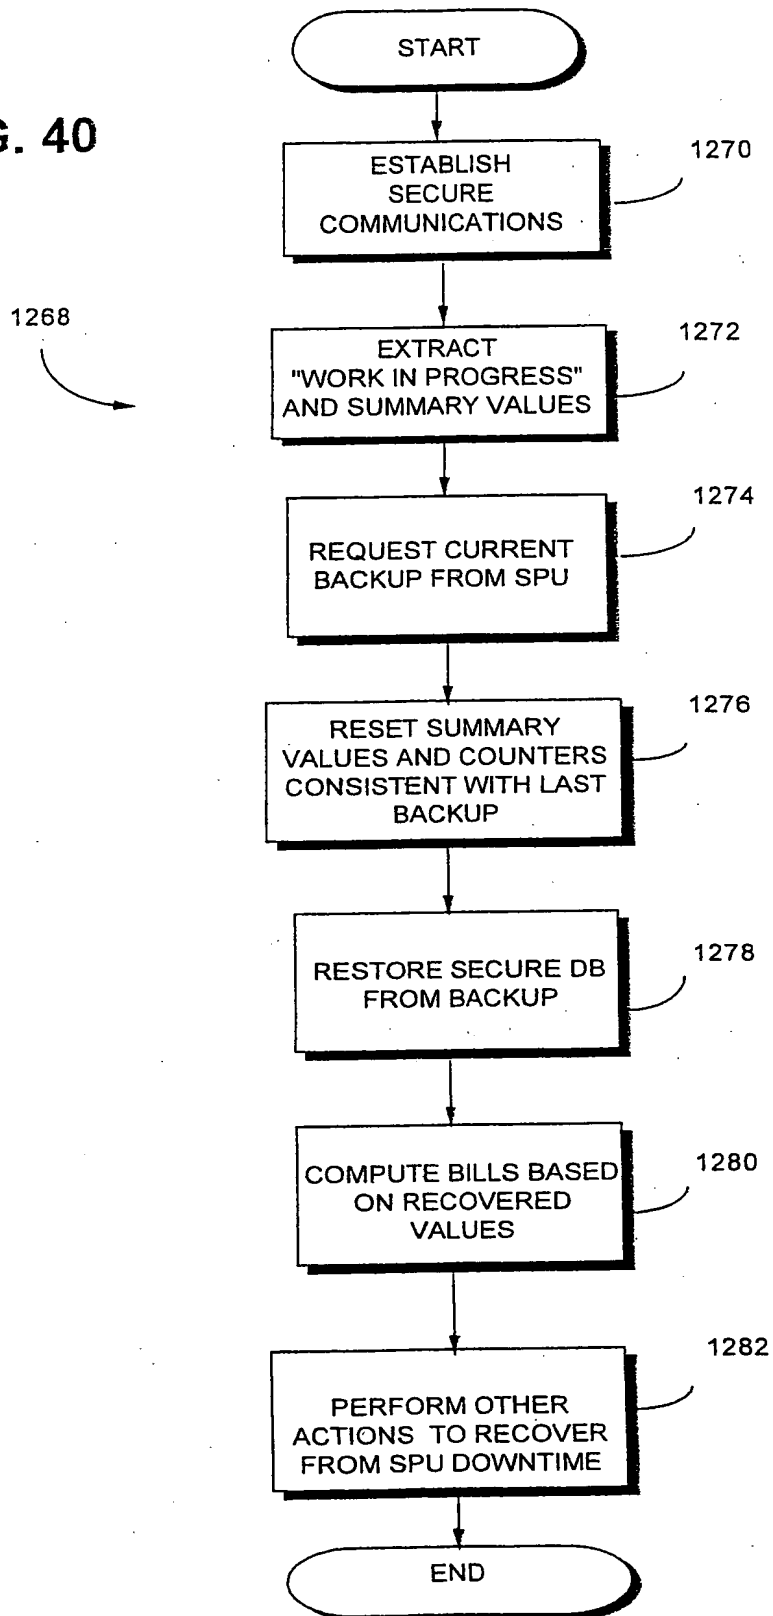 START
G. 40
1270
ESTABLISH
SECURE
COMMUNICATIONS
1268
1272
EXTRACT
"WORK IN PROGRESS"
AND SUMMARY VALUES
1274
REQUEST CURRENT
BACKUP FROM SPU
1276
RESET SUMMARY
VALUES AND COUNTERS
CONSISTENT WITH LAST
BACKUP
1278
RESTORE SECURE DB
FROM BACKUP
1280
COMPUTE BILLS BASED
ON RECOVERED
VALUES
1282
PERFORM OTHER
ACTIONS TO RECOVER
FROM SPU DOWNTIME
END